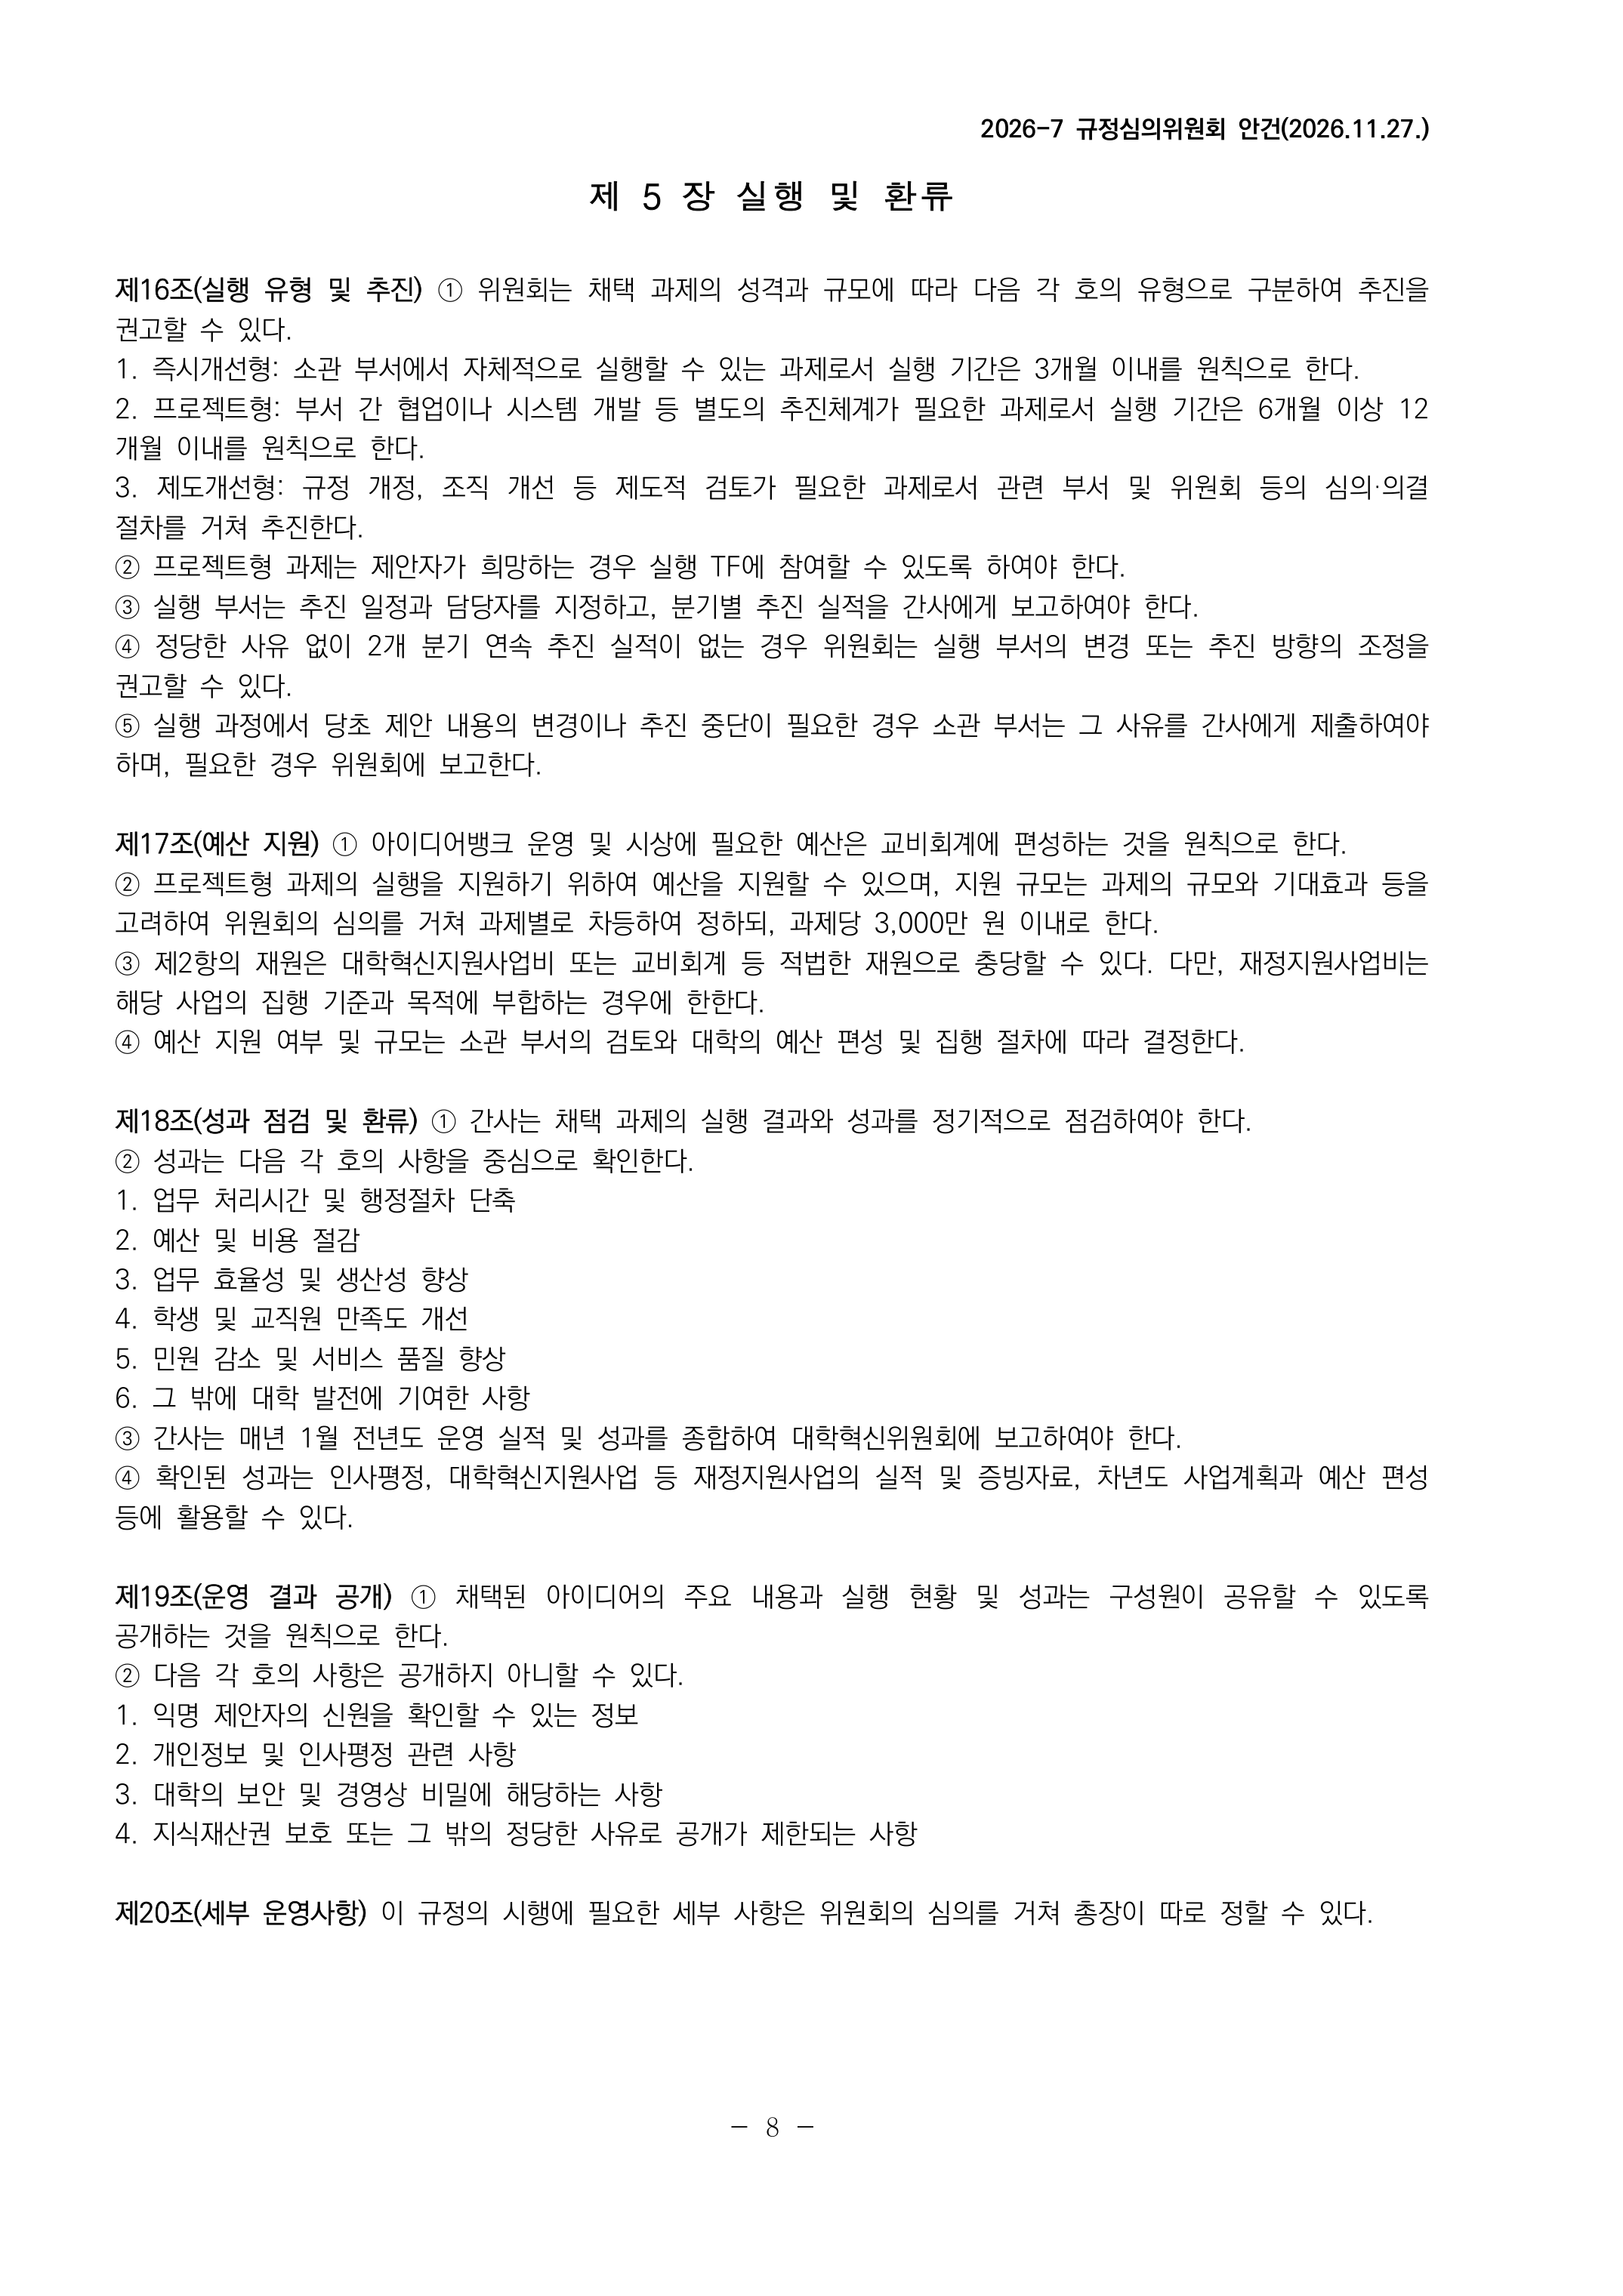 2026-7 규정심의위원회 안건(2026.11.27.)
제 5 장 실행 및 환류
제16조(실행 유형 및 추진) ① 위원회는 채택 과제의 성격과 규모에 따라 다음 각 호의 유형으로 구분하여 추진을
권고할 수 있다.
1. 즉시개선형: 소관 부서에서 자체적으로 실행할 수 있는 과제로서 실행 기간은 3개월 이내를 원칙으로 한다.
2. 프로젝트형: 부서 간 협업이나 시스템 개발 등 별도의 추진체계가 필요한 과제로서 실행 기간은 6개월 이상 12
개월 이내를 원칙으로 한다.
3. 제도개선형: 규정 개정, 조직 개선 등 제도적 검토가 필요한 과제로서 관련 부서 및 위원회 등의 심의·의결
절차를 거쳐 추진한다.
② 프로젝트형 과제는 제안자가 희망하는 경우 실행 TF에 참여할 수 있도록 하여야 한다.
③ 실행 부서는 추진 일정과 담당자를 지정하고, 분기별 추진 실적을 간사에게 보고하여야 한다.
④ 정당한 사유 없이 2개 분기 연속 추진 실적이 없는 경우 위원회는 실행 부서의 변경 또는 추진 방향의 조정을
권고할 수 있다.
⑤ 실행 과정에서 당초 제안 내용의 변경이나 추진 중단이 필요한 경우 소관 부서는 그 사유를 간사에게 제출하여야
하며, 필요한 경우 위원회에 보고한다.
제17조(예산 지원) ① 아이디어뱅크 운영 및 시상에 필요한 예산은 교비회계에 편성하는 것을 원칙으로 한다.
② 프로젝트형 과제의 실행을 지원하기 위하여 예산을 지원할 수 있으며, 지원 규모는 과제의 규모와 기대효과 등을
고려하여 위원회의 심의를 거쳐 과제별로 차등하여 정하되, 과제당 3,000만 원 이내로 한다.
③ 제2항의 재원은 대학혁신지원사업비 또는 교비회계 등 적법한 재원으로 충당할 수 있다. 다만, 재정지원사업비는
해당 사업의 집행 기준과 목적에 부합하는 경우에 한한다.
④ 예산 지원 여부 및 규모는 소관 부서의 검토와 대학의 예산 편성 및 집행 절차에 따라 결정한다.
제18조(성과 점검 및 환류) ① 간사는 채택 과제의 실행 결과와 성과를 정기적으로 점검하여야 한다.
② 성과는 다음 각 호의 사항을 중심으로 확인한다.
1. 업무 처리시간 및 행정절차 단축
2. 예산 및 비용 절감
3. 업무 효율성 및 생산성 향상
4. 학생 및 교직원 만족도 개선
5. 민원 감소 및 서비스 품질 향상
6. 그 밖에 대학 발전에 기여한 사항
③ 간사는 매년 1월 전년도 운영 실적 및 성과를 종합하여 대학혁신위원회에 보고하여야 한다.
④ 확인된 성과는 인사평정, 대학혁신지원사업 등 재정지원사업의 실적 및 증빙자료, 차년도 사업계획과 예산 편성
등에 활용할 수 있다.
제19조(운영 결과 공개) ① 채택된 아이디어의 주요 내용과 실행 현황 및 성과는 구성원이 공유할 수 있도록
공개하는 것을 원칙으로 한다.
② 다음 각 호의 사항은 공개하지 아니할 수 있다.
1. 익명 제안자의 신원을 확인할 수 있는 정보
2. 개인정보 및 인사평정 관련 사항
3. 대학의 보안 및 경영상 비밀에 해당하는 사항
4. 지식재산권 보호 또는 그 밖의 정당한 사유로 공개가 제한되는 사항
제20조(세부 운영사항) 이 규정의 시행에 필요한 세부 사항은 위원회의 심의를 거쳐 총장이 따로 정할 수 있다.
- 8 -